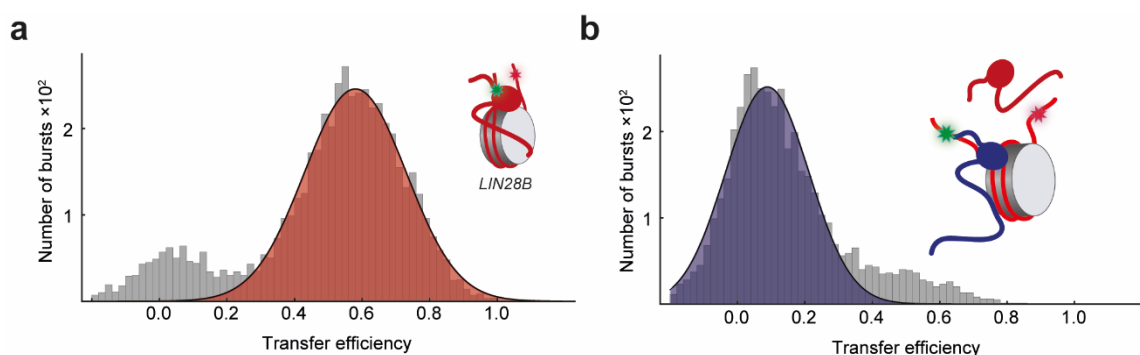 a
b
Number of bursts ×10²
2
1
LIN28B
0.0 0.2 0.4 0.6 0.8 1.0
Transfer efficiency
Number of bursts ×10²
2
1
0.0 0.2 0.4 0.6 0.8 1.0
Transfer efficiency